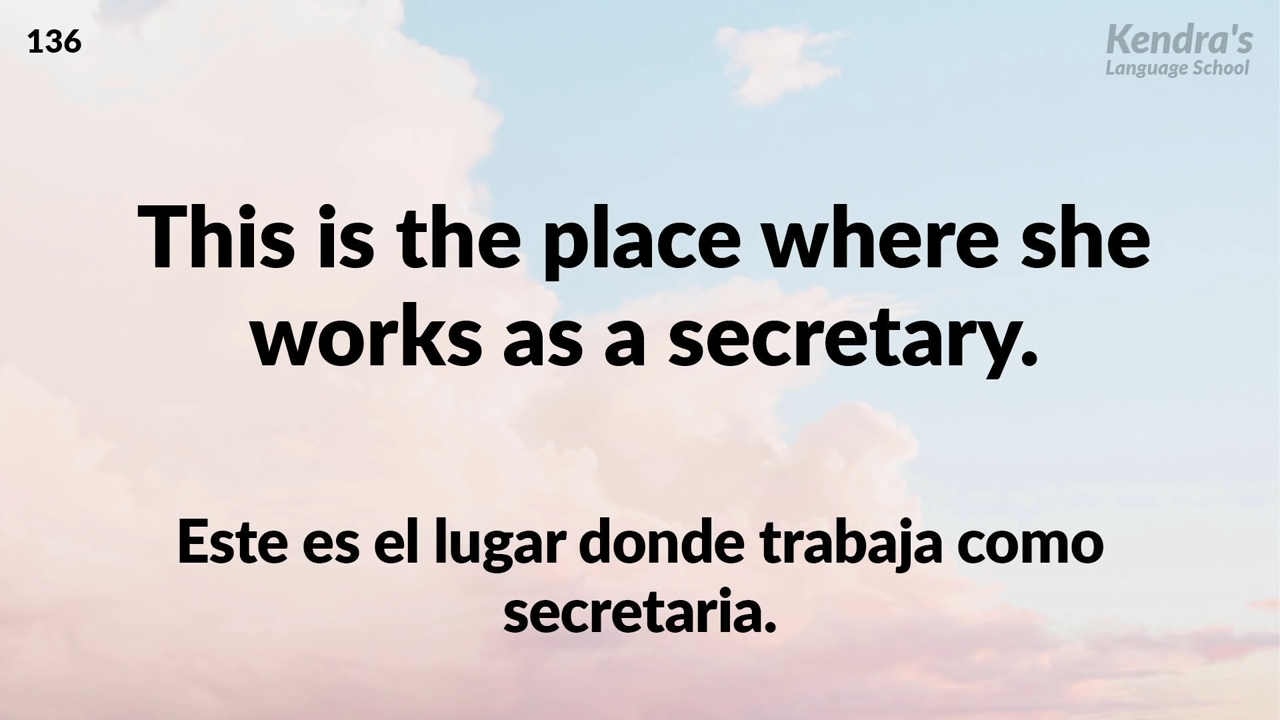 136
Kendra's
Language School
This is the place where she
works as a secretary.
Este es el lugar donde trabaja como
secretaria.